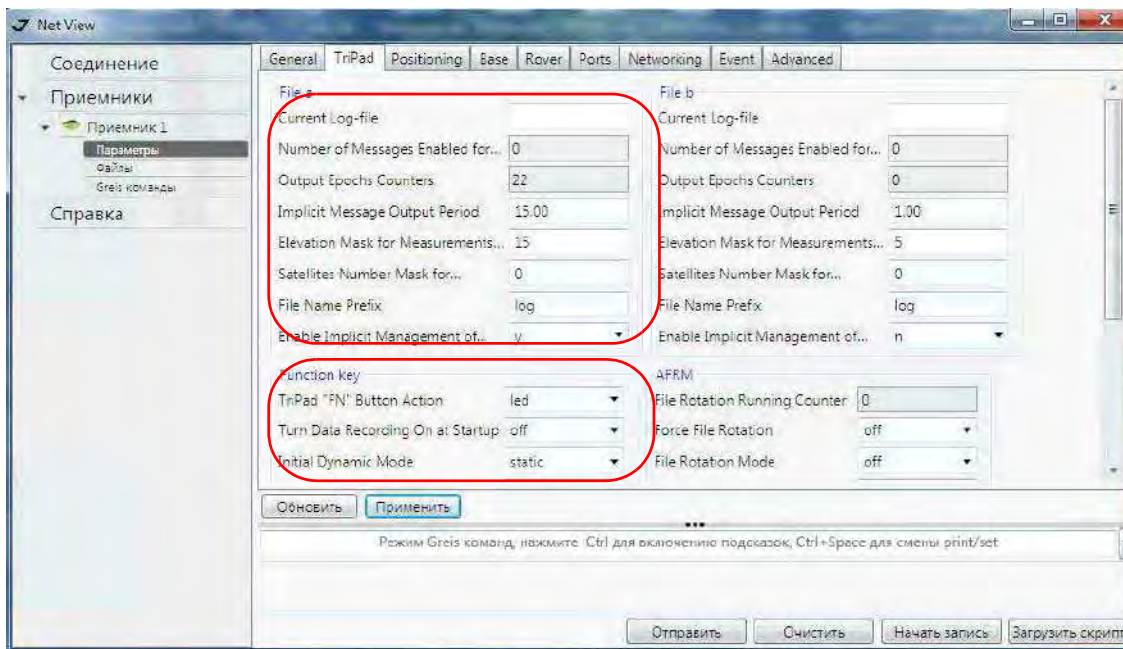 Net View
Соединение
Приемники
Приемник 1
Параметры
Файлы
Greis команды
Справка
General TriPad Positioning Base Rover Ports Networking Event Advanced
File a
Current Log-file
Number of Messages Enabled for... 0
Output Epochs Counters 22
Implicit Message Output Period 15.00
Elevation Mask for Measurements... 15
Satellites Number Mask for... 0
File Name Prefix log
Enable Implicit Management of... y
File b
Current Log-file
Number of Messages Enabled for... 0
Output Epochs Counters 0
Implicit Message Output Period 1.00
Elevation Mask for Measurements... 5
Satellites Number Mask for... 0
File Name Prefix log
Enable Implicit Management of... n
Function key
TriPad "FN" Button Action led
Turn Data Recording On at Startup off
Initial Dynamic Mode static
AFRM
File Rotation Running Counter 0
Force File Rotation off
File Rotation Mode off
Обновить Применить
Режим Greis команд, нажмите Ctrl для включению подсказок, Ctrl+Space для смены print/set
Отправить Очистить Начать запись Загрузить скрипт